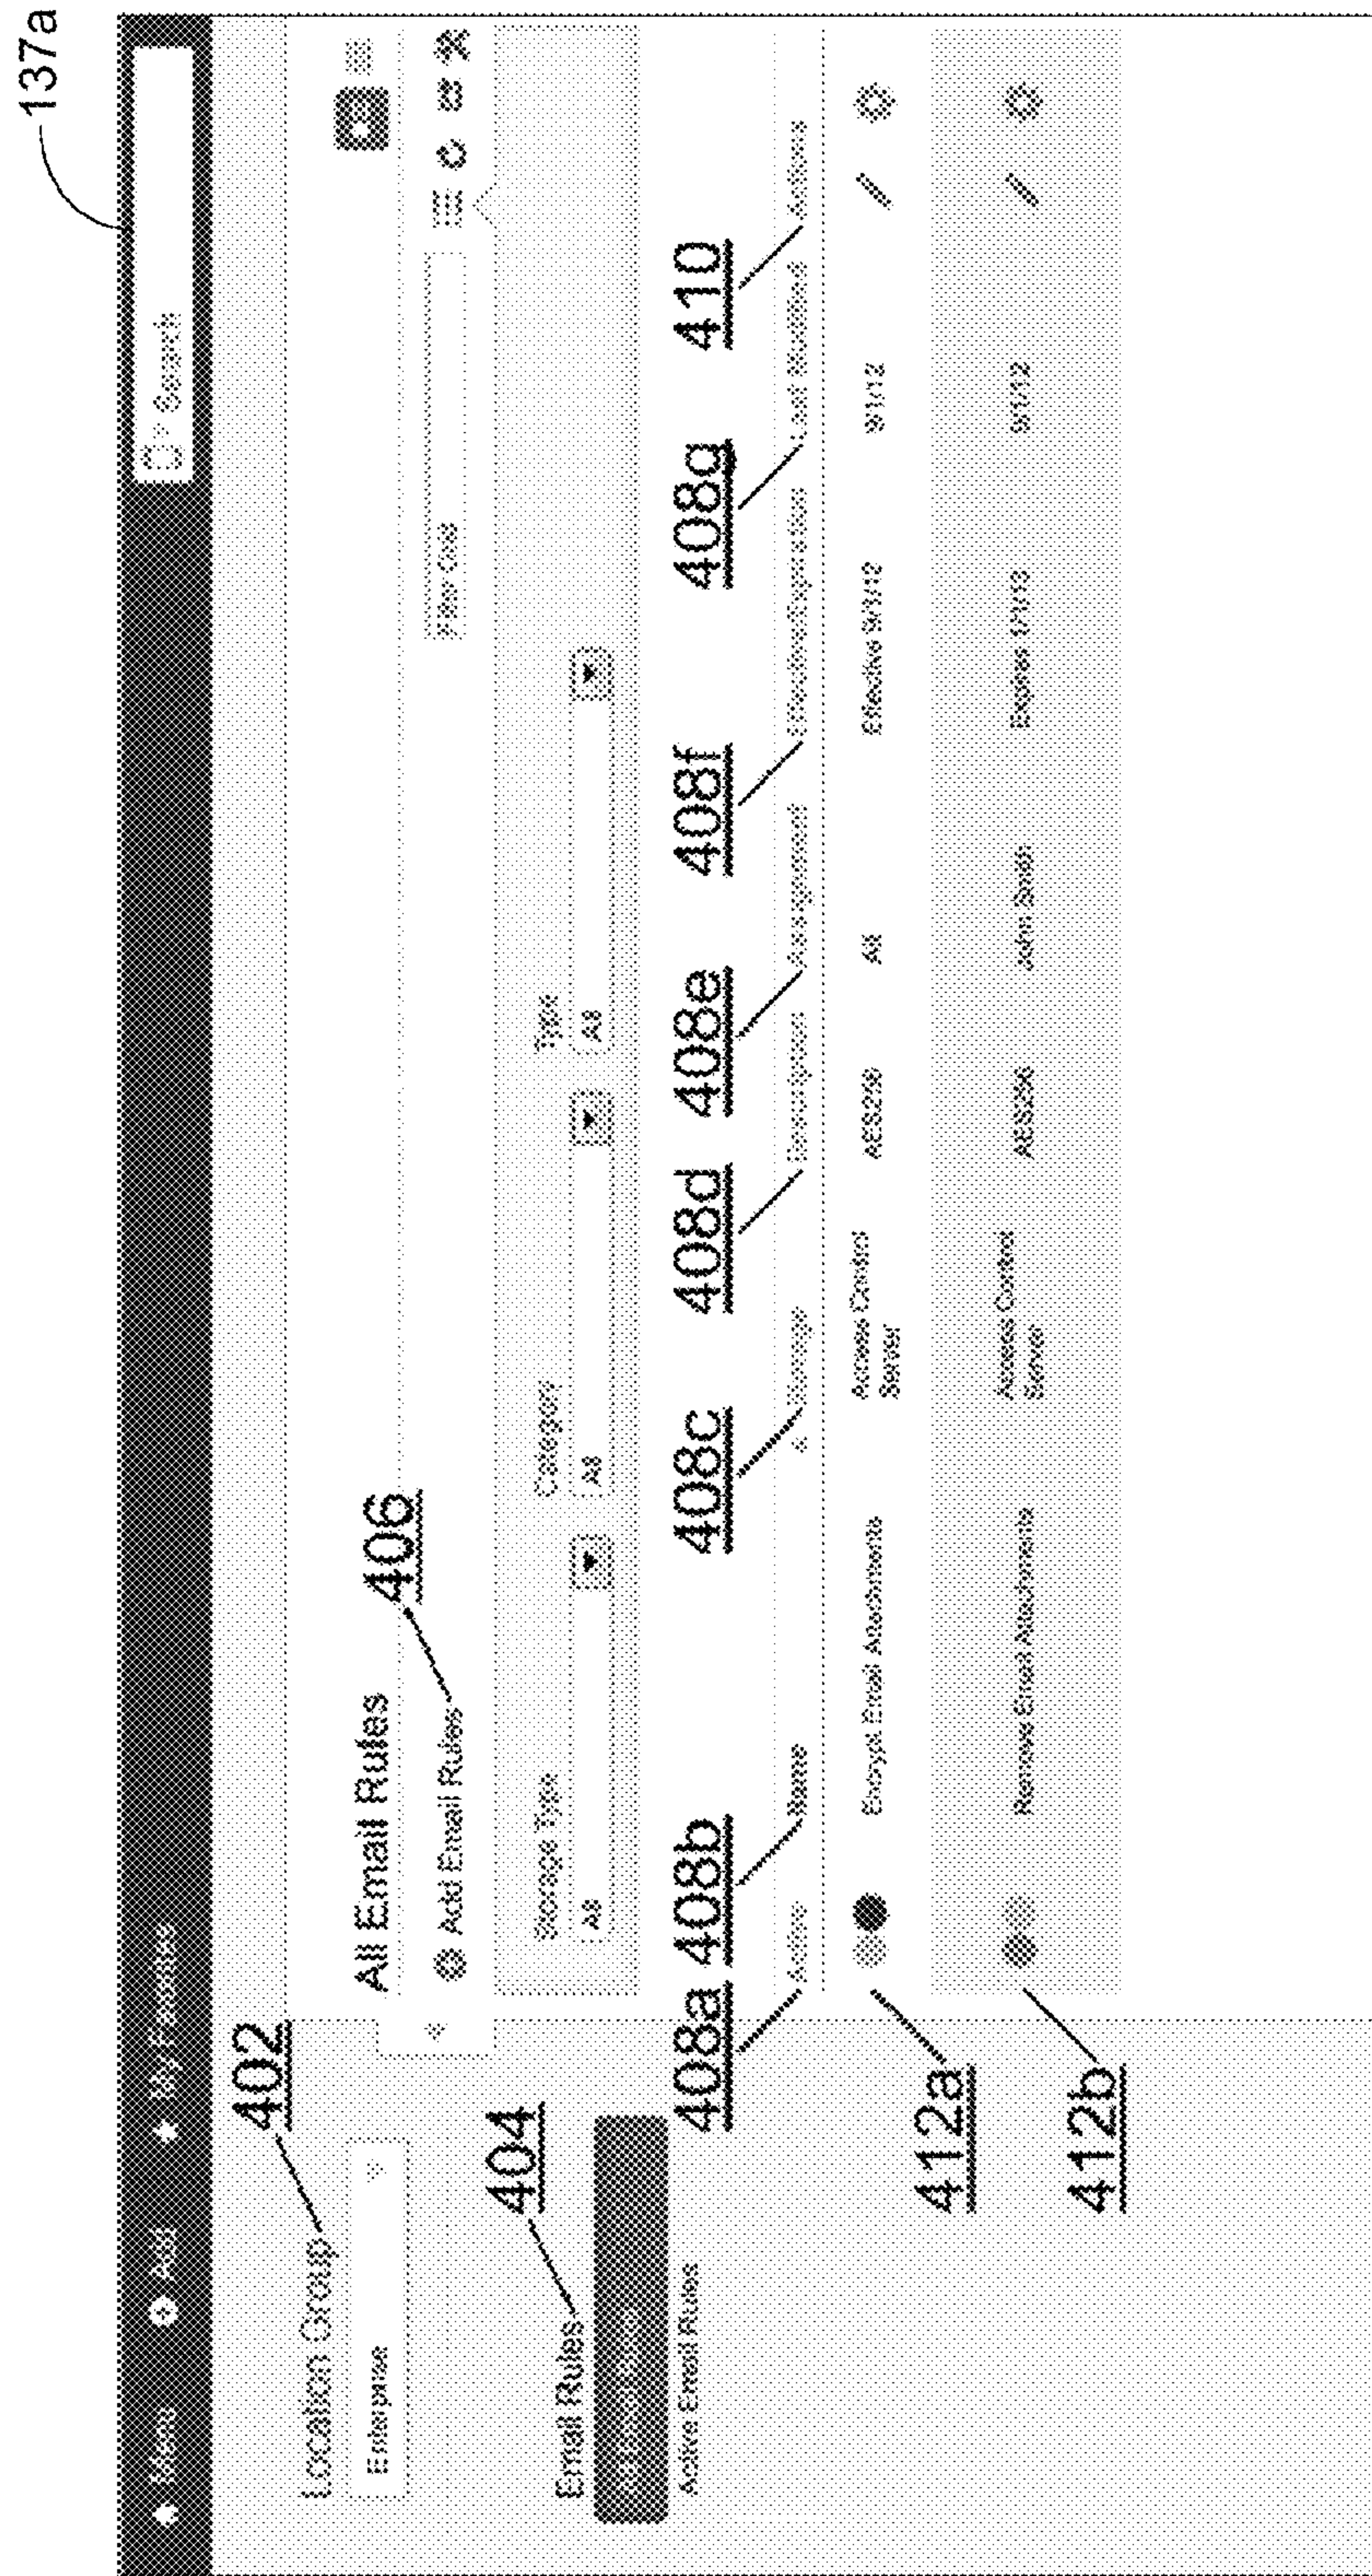 137a
Menu Add My Favorites Search
402
Location Group
Enterprise
All Email Rules
406
Add Email Rules
Filter Grid
404
Email Rules
Active Email Rules
Storage Type Category Type
All All All
408a 408b 408c 408d 408e 408f 408g 410
Active Name Storage Description Assignment Effective/Expiration Last Modified Actions
412a
Encrypt Email Attachments Access Control Server AES256 All Effective 9/1/12 9/1/12
412b
Remove Email Attachments Access Control Server AES256 John Smith Expires 1/1/13 9/1/12